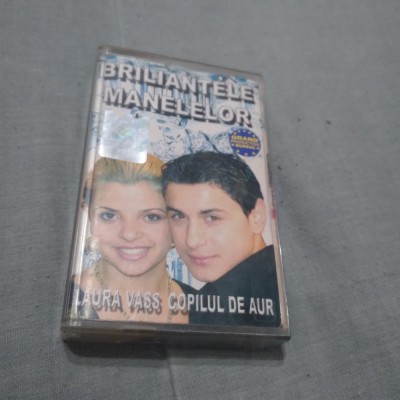 BRILIANTELE
MANELELOR
LAURA VASS COPILUL DE AUR